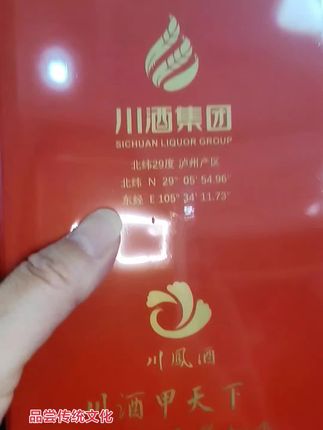 川酒集团
SICHUAN LIQUOR GROUP
北纬29度 泸州产区
北纬 N 29° 05' 54.96"
东经 E 105° 34' 11.73"
川鳳酒
川酒甲天下
品尝传统文化